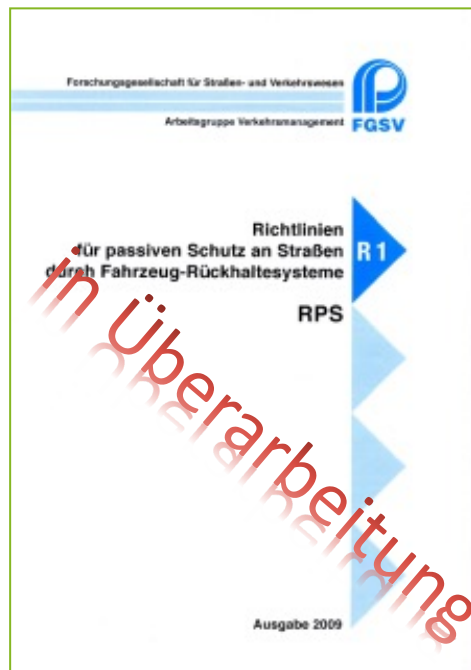 Forschungsgesellschaft für Straßen- und Verkehrswesen
Arbeitsgruppe Verkehrsmanagement
FGSV
Richtlinien
für passiven Schutz an Straßen
durch Fahrzeug-Rückhaltesysteme
R 1
RPS
in Überarbeitung
Ausgabe 2009